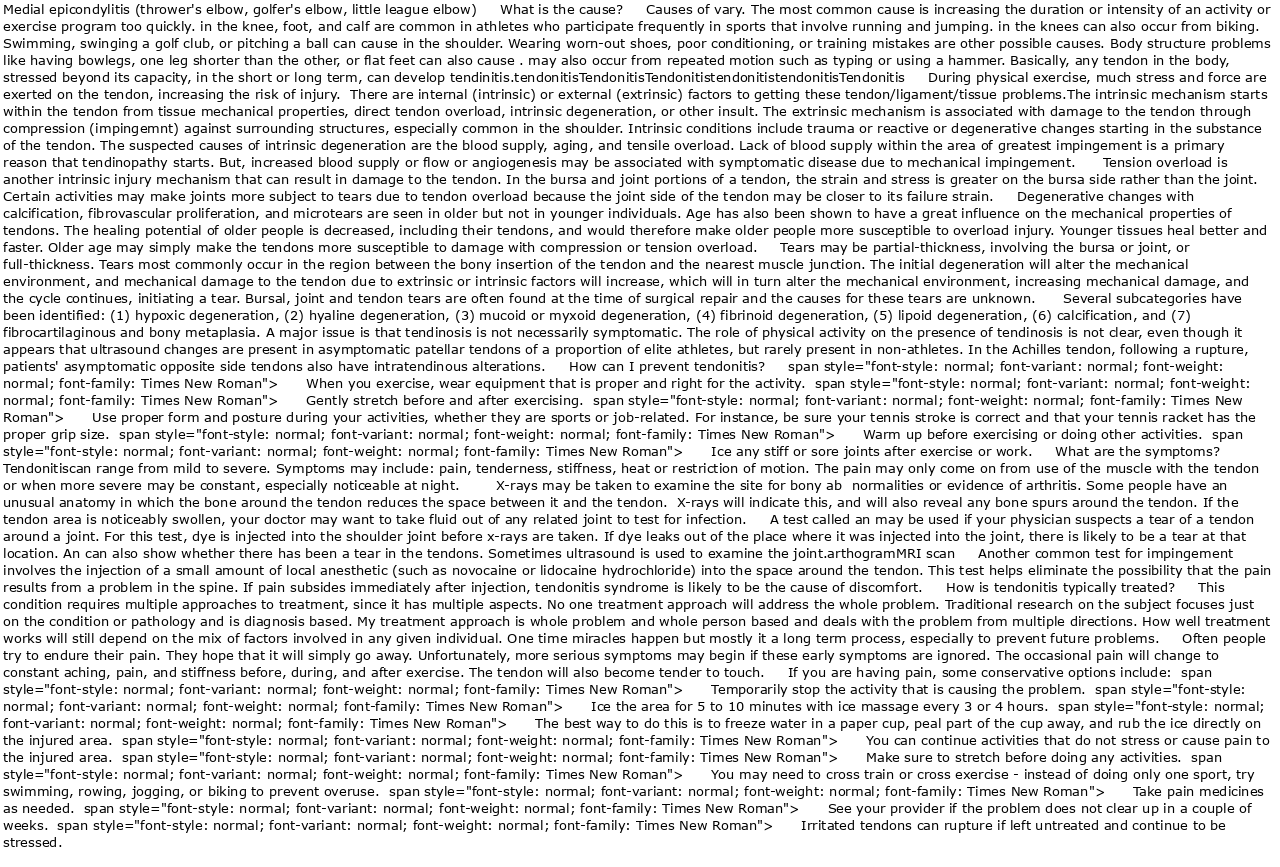 Medial epicondylitis (thrower's elbow, golfer's elbow, little league elbow)      What is the cause?      Causes of vary. The most common cause is increasing the duration or intensity of an activity or
exercise program too quickly. in the knee, foot, and calf are common in athletes who participate frequently in sports that involve running and jumping. in the knees can also occur from biking.
Swimming, swinging a golf club, or pitching a ball can cause in the shoulder. Wearing worn-out shoes, poor conditioning, or training mistakes are other possible causes. Body structure problems
like having bowlegs, one leg shorter than the other, or flat feet can also cause . may also occur from repeated motion such as typing or using a hammer. Basically, any tendon in the body,
stressed beyond its capacity, in the short or long term, can develop tendinitis.tendonitisTendonitisTendonitistendonitistendonitisTendonitis      During physical exercise, much stress and force are
exerted on the tendon, increasing the risk of injury.  There are internal (intrinsic) or external (extrinsic) factors to getting these tendon/ligament/tissue problems.The intrinsic mechanism starts
within the tendon from tissue mechanical properties, direct tendon overload, intrinsic degeneration, or other insult. The extrinsic mechanism is associated with damage to the tendon through
compression (impingemnt) against surrounding structures, especially common in the shoulder. Intrinsic conditions include trauma or reactive or degenerative changes starting in the substance
of the tendon. The suspected causes of intrinsic degeneration are the blood supply, aging, and tensile overload. Lack of blood supply within the area of greatest impingement is a primary
reason that tendinopathy starts. But, increased blood supply or flow or angiogenesis may be associated with symptomatic disease due to mechanical impingement.       Tension overload is
another intrinsic injury mechanism that can result in damage to the tendon. In the bursa and joint portions of a tendon, the strain and stress is greater on the bursa side rather than the joint.
Certain activities may make joints more subject to tears due to tendon overload because the joint side of the tendon may be closer to its failure strain.      Degenerative changes with
calcification, fibrovascular proliferation, and microtears are seen in older but not in younger individuals. Age has also been shown to have a great influence on the mechanical properties of
tendons. The healing potential of older people is decreased, including their tendons, and would therefore make older people more susceptible to overload injury. Younger tissues heal better and
faster. Older age may simply make the tendons more susceptible to damage with compression or tension overload.      Tears may be partial-thickness, involving the bursa or joint, or
full-thickness. Tears most commonly occur in the region between the bony insertion of the tendon and the nearest muscle junction. The initial degeneration will alter the mechanical
environment, and mechanical damage to the tendon due to extrinsic or intrinsic factors will increase, which will in turn alter the mechanical environment, increasing mechanical damage, and
the cycle continues, initiating a tear. Bursal, joint and tendon tears are often found at the time of surgical repair and the causes for these tears are unknown.      Several subcategories have
been identified: (1) hypoxic degeneration, (2) hyaline degeneration, (3) mucoid or myxoid degeneration, (4) fibrinoid degeneration, (5) lipoid degeneration, (6) calcification, and (7)
fibrocartilaginous and bony metaplasia. A major issue is that tendinosis is not necessarily symptomatic. The role of physical activity on the presence of tendinosis is not clear, even though it
appears that ultrasound changes are present in asymptomatic patellar tendons of a proportion of elite athletes, but rarely present in non-athletes. In the Achilles tendon, following a rupture,
patients' asymptomatic opposite side tendons also have intratendinous alterations.      How can I prevent tendonitis?      span style="font-style: normal; font-variant: normal; font-weight:
normal; font-family: Times New Roman">       When you exercise, wear equipment that is proper and right for the activity.  span style="font-style: normal; font-variant: normal; font-weight:
normal; font-family: Times New Roman">       Gently stretch before and after exercising.  span style="font-style: normal; font-variant: normal; font-weight: normal; font-family: Times New
Roman">       Use proper form and posture during your activities, whether they are sports or job-related. For instance, be sure your tennis stroke is correct and that your tennis racket has the
proper grip size.  span style="font-style: normal; font-variant: normal; font-weight: normal; font-family: Times New Roman">       Warm up before exercising or doing other activities.  span
style="font-style: normal; font-variant: normal; font-weight: normal; font-family: Times New Roman">       Ice any stiff or sore joints after exercise or work.      What are the symptoms?
Tendonitiscan range from mild to severe. Symptoms may include: pain, tenderness, stiffness, heat or restriction of motion. The pain may only come on from use of the muscle with the tendon
or when more severe may be constant, especially noticeable at night.         X-rays may be taken to examine the site for bony ab  normalities or evidence of arthritis. Some people have an
unusual anatomy in which the bone around the tendon reduces the space between it and the tendon.  X-rays will indicate this, and will also reveal any bone spurs around the tendon. If the
tendon area is noticeably swollen, your doctor may want to take fluid out of any related joint to test for infection.      A test called an may be used if your physician suspects a tear of a tendon
around a joint. For this test, dye is injected into the shoulder joint before x-rays are taken. If dye leaks out of the place where it was injected into the joint, there is likely to be a tear at that
location. An can also show whether there has been a tear in the tendons. Sometimes ultrasound is used to examine the joint.arthogramMRI scan      Another common test for impingement
involves the injection of a small amount of local anesthetic (such as novocaine or lidocaine hydrochloride) into the space around the tendon. This test helps eliminate the possibility that the pain
results from a problem in the spine. If pain subsides immediately after injection, tendonitis syndrome is likely to be the cause of discomfort.      How is tendonitis typically treated?      This
condition requires multiple approaches to treatment, since it has multiple aspects. No one treatment approach will address the whole problem. Traditional research on the subject focuses just
on the condition or pathology and is diagnosis based. My treatment approach is whole problem and whole person based and deals with the problem from multiple directions. How well treatment
works will still depend on the mix of factors involved in any given individual. One time miracles happen but mostly it a long term process, especially to prevent future problems.      Often people
try to endure their pain. They hope that it will simply go away. Unfortunately, more serious symptoms may begin if these early symptoms are ignored. The occasional pain will change to
constant aching, pain, and stiffness before, during, and after exercise. The tendon will also become tender to touch.      If you are having pain, some conservative options include:  span
style="font-style: normal; font-variant: normal; font-weight: normal; font-family: Times New Roman">       Temporarily stop the activity that is causing the problem.  span style="font-style:
normal; font-variant: normal; font-weight: normal; font-family: Times New Roman">       Ice the area for 5 to 10 minutes with ice massage every 3 or 4 hours.  span style="font-style: normal;
font-variant: normal; font-weight: normal; font-family: Times New Roman">       The best way to do this is to freeze water in a paper cup, peal part of the cup away, and rub the ice directly on
the injured area.  span style="font-style: normal; font-variant: normal; font-weight: normal; font-family: Times New Roman">       You can continue activities that do not stress or cause pain to
the injured area.  span style="font-style: normal; font-variant: normal; font-weight: normal; font-family: Times New Roman">       Make sure to stretch before doing any activities.  span
style="font-style: normal; font-variant: normal; font-weight: normal; font-family: Times New Roman">       You may need to cross train or cross exercise - instead of doing only one sport, try
swimming, rowing, jogging, or biking to prevent overuse.  span style="font-style: normal; font-variant: normal; font-weight: normal; font-family: Times New Roman">       Take pain medicines
as needed.  span style="font-style: normal; font-variant: normal; font-weight: normal; font-family: Times New Roman">       See your provider if the problem does not clear up in a couple of
weeks.  span style="font-style: normal; font-variant: normal; font-weight: normal; font-family: Times New Roman">       Irritated tendons can rupture if left untreated and continue to be
stressed.